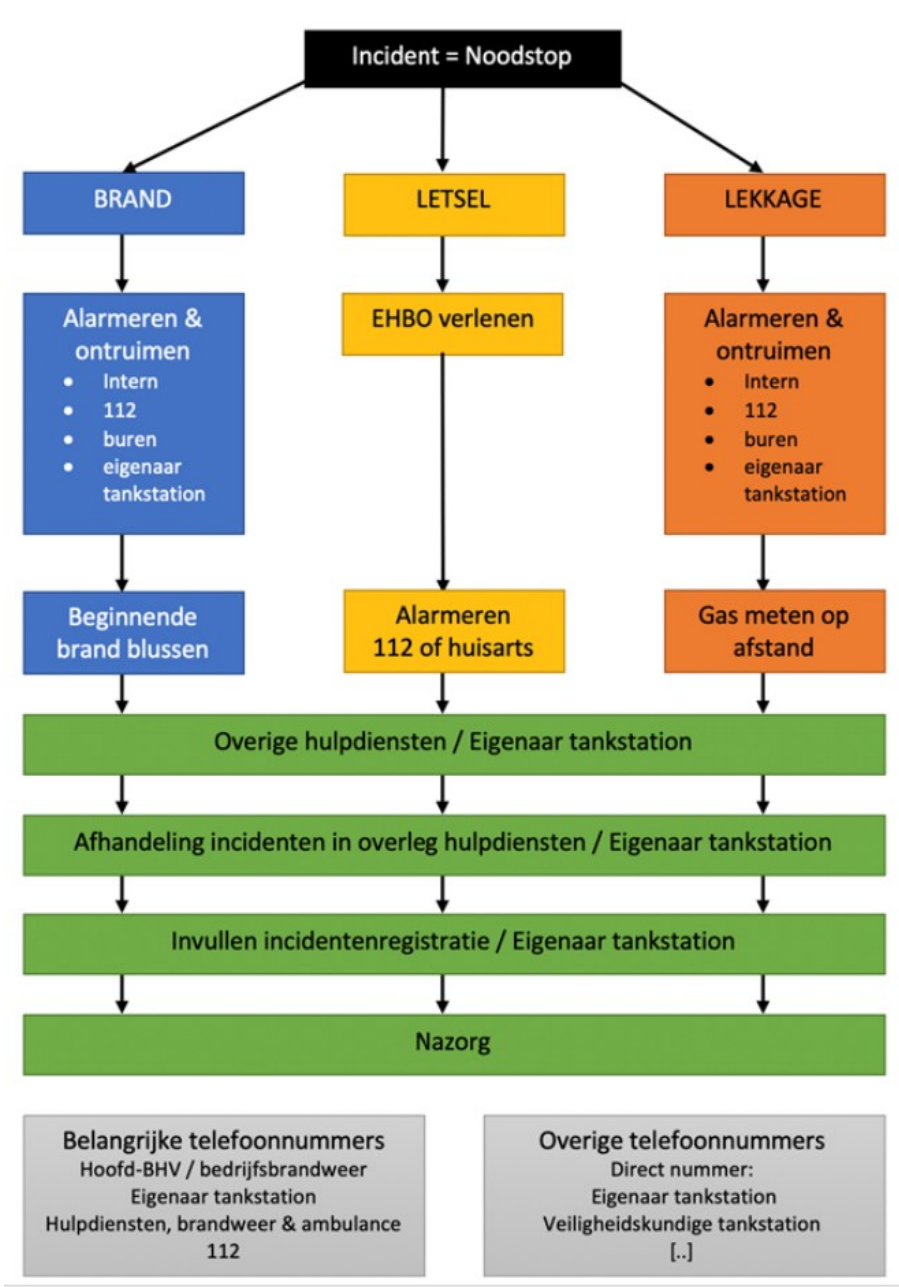 Incident = Noodstop
BRAND
LETSEL
LEKKAGE
Alarmeren &
ontruimen
• Intern
• 112
• buren
• eigenaar
tankstation
EHBO verlenen
Alarmeren &
ontruimen
• Intern
• 112
• buren
• eigenaar
tankstation
Beginnende
brand blussen
Alarmeren
112 of huisarts
Gas meten op
afstand
Overige hulpdiensten / Eigenaar tankstation
Afhandeling incidenten in overleg hulpdiensten / Eigenaar tankstation
Invullen incidentenregistratie / Eigenaar tankstation
Nazorg
Belangrijke telefoonnummers
Hoofd-BHV / bedrijfsbrandweer
Eigenaar tankstation
Hulpdiensten, brandweer & ambulance
112
Overige telefoonnummers
Direct nummer:
Eigenaar tankstation
Veiligheidskundige tankstation
[..]